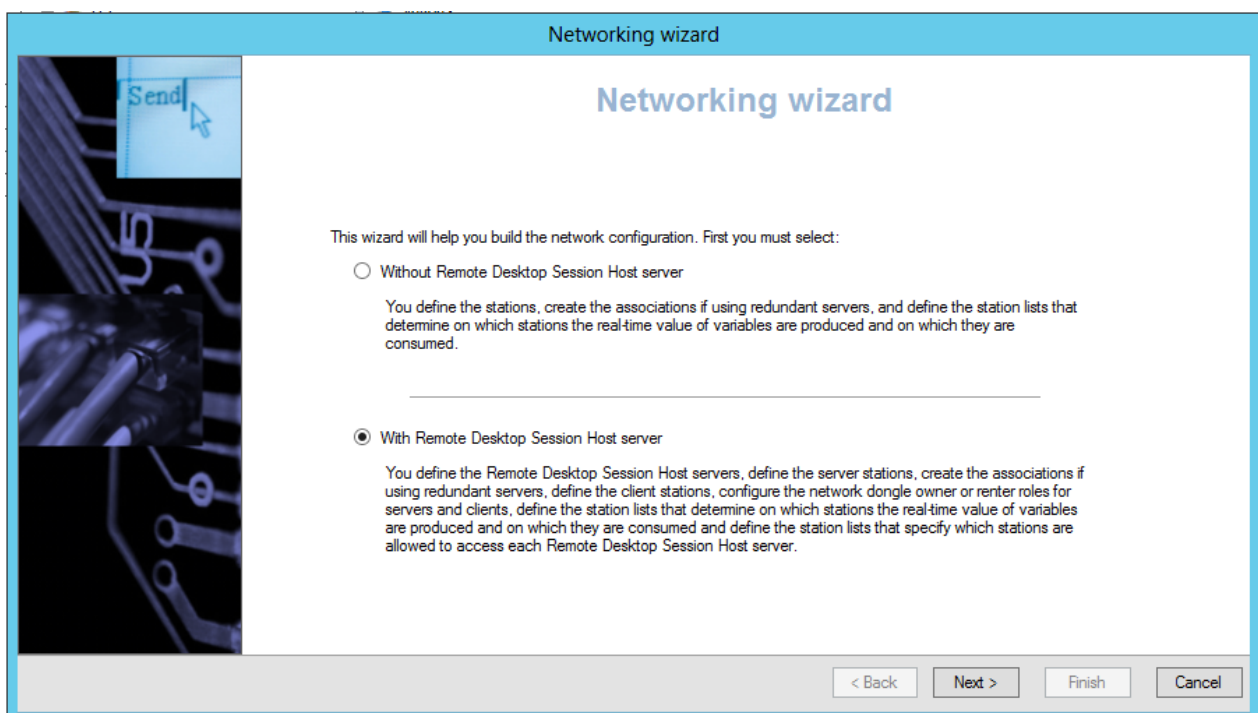 Networking wizard
Send
Networking wizard
This wizard will help you build the network configuration. First you must select:
Without Remote Desktop Session Host server
You define the stations, create the associations if using redundant servers, and define the station lists that
determine on which stations the real-time value of variables are produced and on which they are
consumed.
With Remote Desktop Session Host server
You define the Remote Desktop Session Host servers, define the server stations, create the associations if
using redundant servers, define the client stations, configure the network dongle owner or renter roles for
servers and clients, define the station lists that determine on which stations the real-time value of variables
are produced and on which they are consumed and define the station lists that specify which stations are
allowed to access each Remote Desktop Session Host server.
< Back Next > Finish Cancel